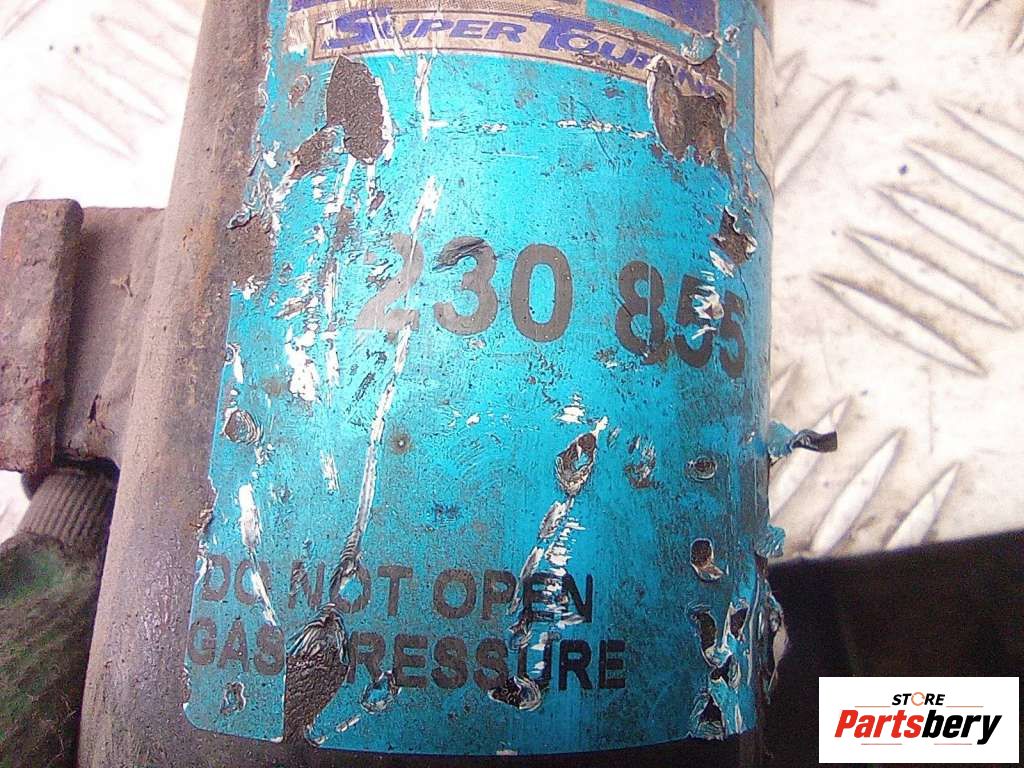 SUPER TOURING
230 855
DO NOT OPEN
GAS PRESSURE
STORE
Partsbery